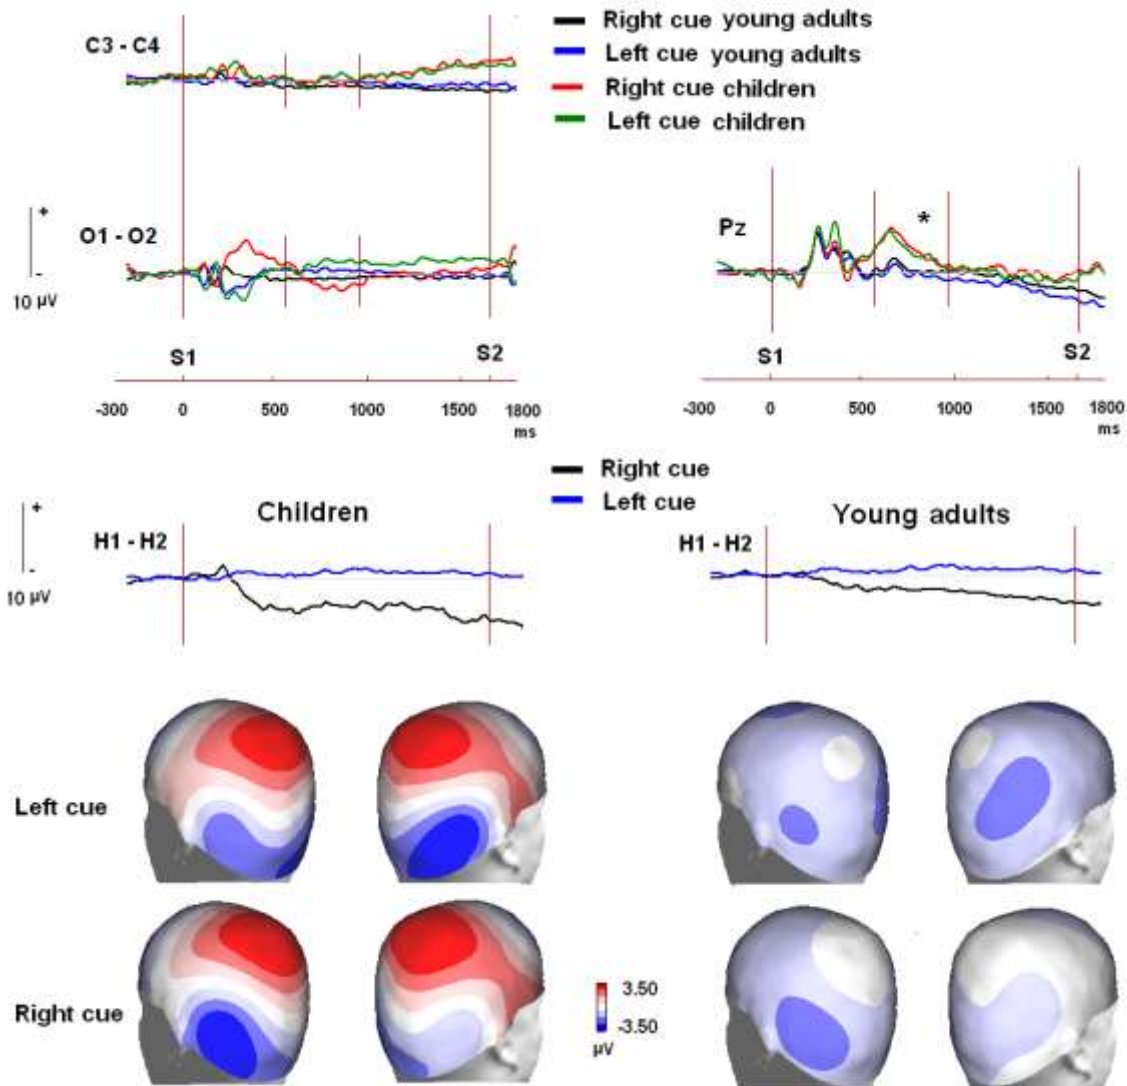 C3 - C4
Right cue young adults
Left cue young adults
Right cue children
Left cue children
+
-
10 µV
O1 - O2
Pz
*
S1
S2
S1
S2
-300 0 500 1000 1500 1800
ms
-300 0 500 1000 1500 1800
ms
Right cue
Left cue
+
-
10 µV
Children
Young adults
H1 - H2
H1 - H2
Left cue
Right cue
3.50
-3.50
µV